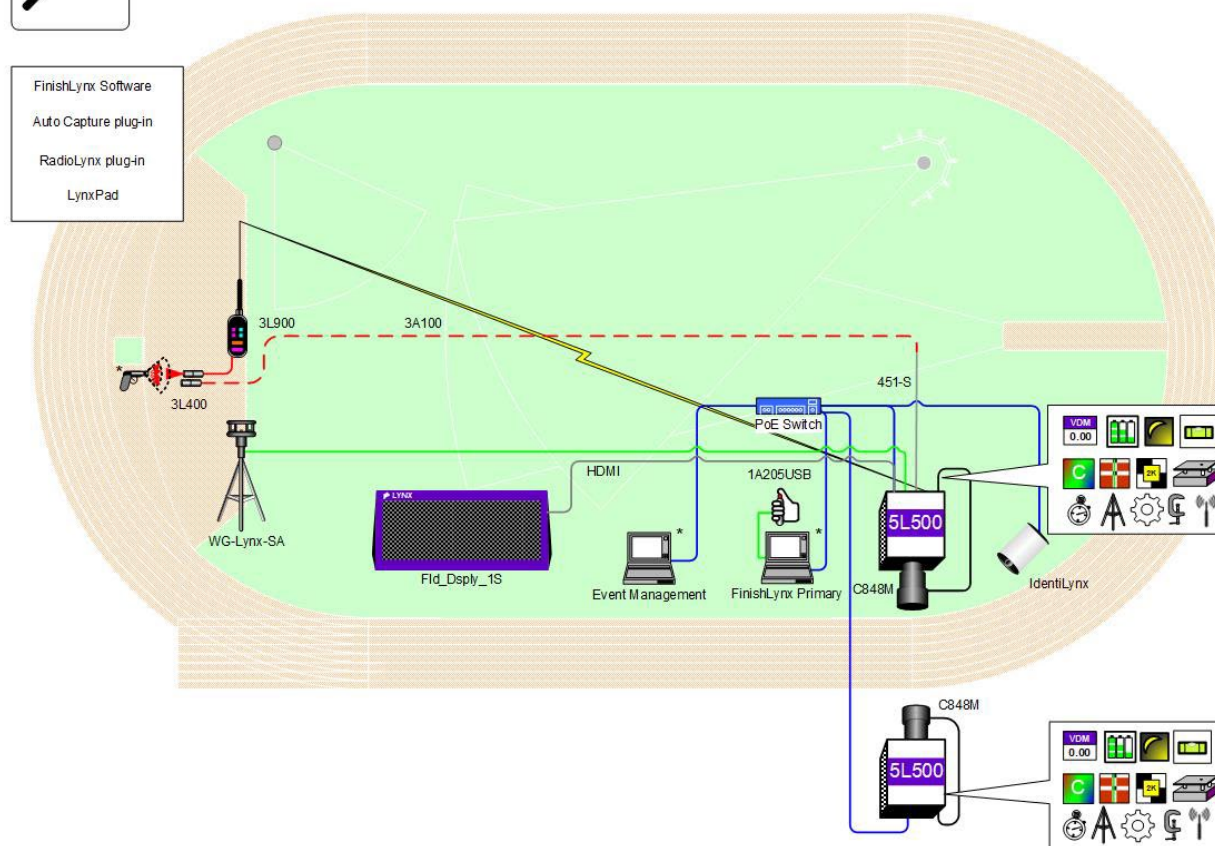 FinishLynx Software
Auto Capture plug-in
RadioLynx plug-in
LynxPad
3L900
3A100
3L400
451-S
PoE Switch
VDM
0.00
C
2K
HDMI
1A205USB
LYNX
5L500
WG-Lynx-SA
Fld_Dsply_1S
*
*
*
Event Management
FinishLynx Primary
C848M
IdentiLynx
C848M
5L500
VDM
0.00
C
2K